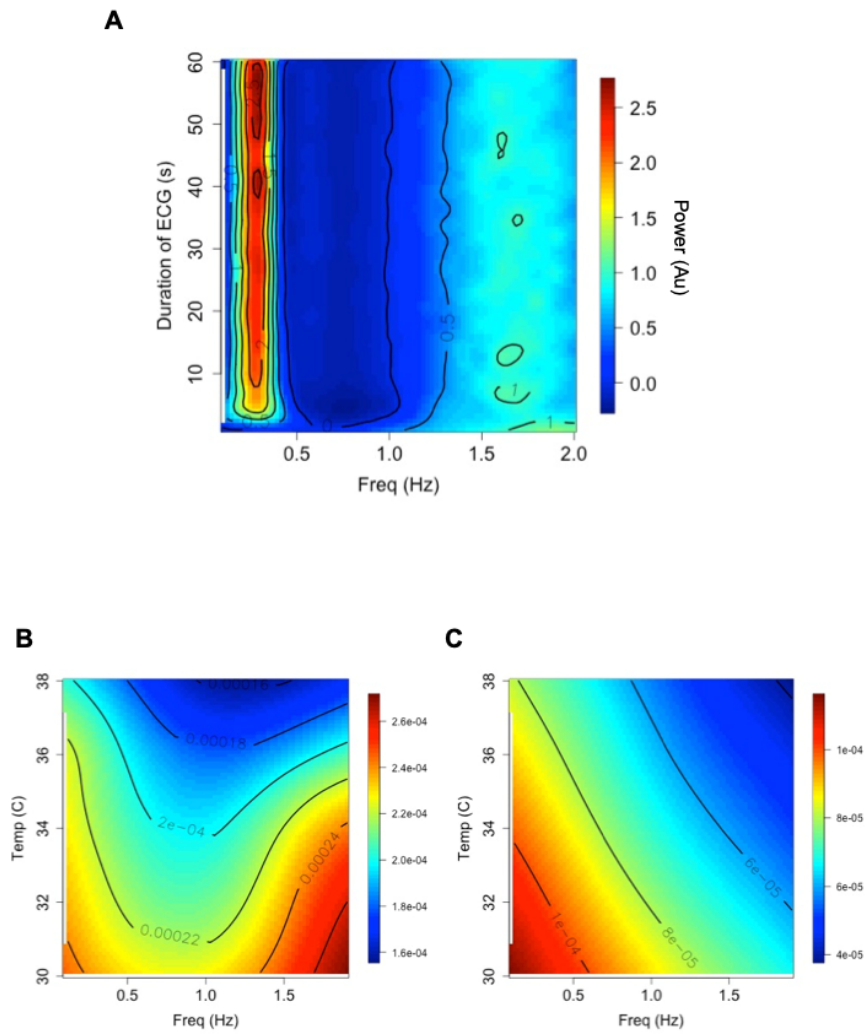 A
60
50
40
30
20
10
Duration of ECG (s)
0.5
1.0
1.5
2.0
Freq (Hz)
2
0
0.5
1
1
1
2.5
2.0
1.5
1.0
0.5
0.0
Power (Au)
B
38
36
34
32
30
Temp (C)
0.00016
0.00018
2e-04
0.00022
0.00024
0.5
1.0
1.5
Freq (Hz)
2.6e-04
2.4e-04
2.2e-04
2.0e-04
1.8e-04
1.6e-04
C
38
36
34
32
30
Temp (C)
1e-04
8e-05
6e-05
0.5
1.0
1.5
Freq (Hz)
1e-04
8e-05
6e-05
4e-05